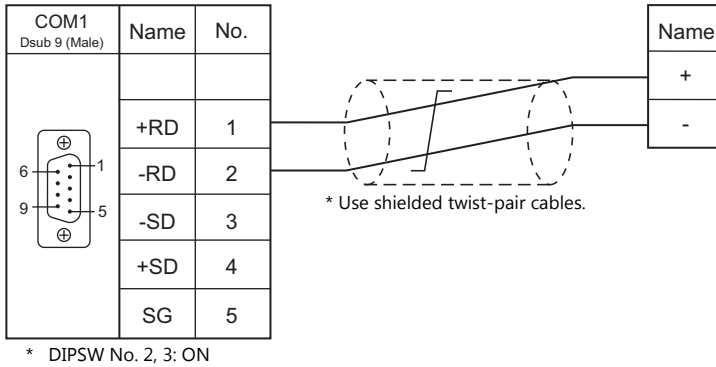 COM1 Name No. Name
Dsub 9 (Male)
+
+RD 1 -
6 1 -RD 2
* Use shielded twist-pair cables.
9 5 -SD 3
+SD 4
SG 5
* DIPSW No. 2, 3: ON